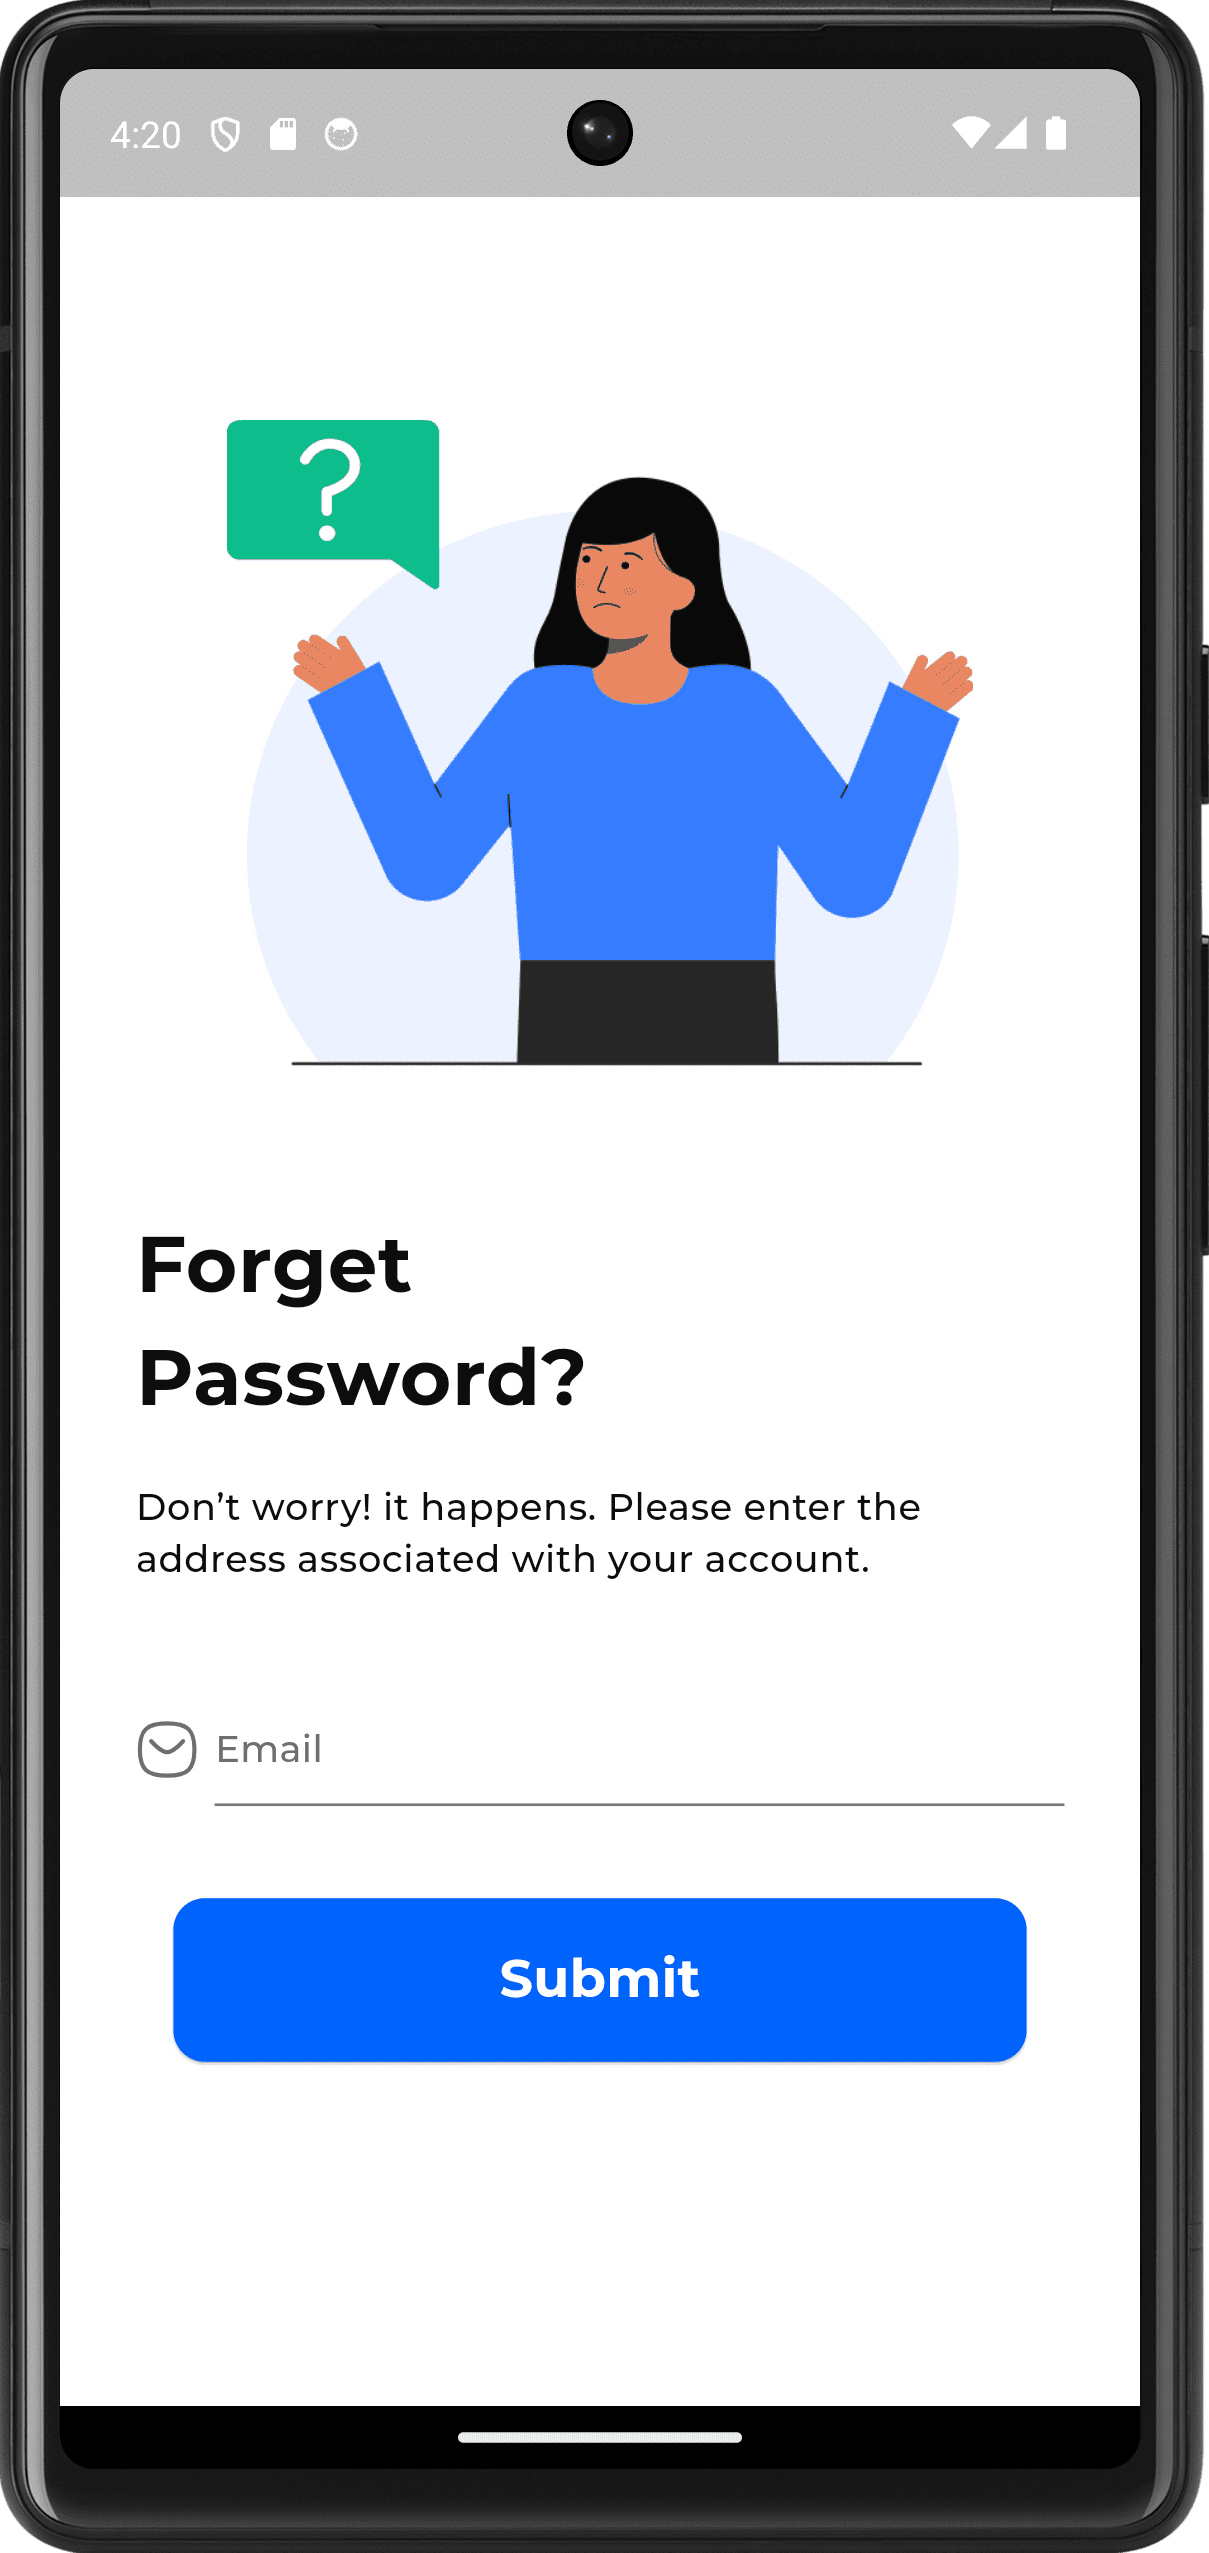 4:20
?
Forget
Password?
Don’t worry! it happens. Please enter the
address associated with your account.
Email
Submit